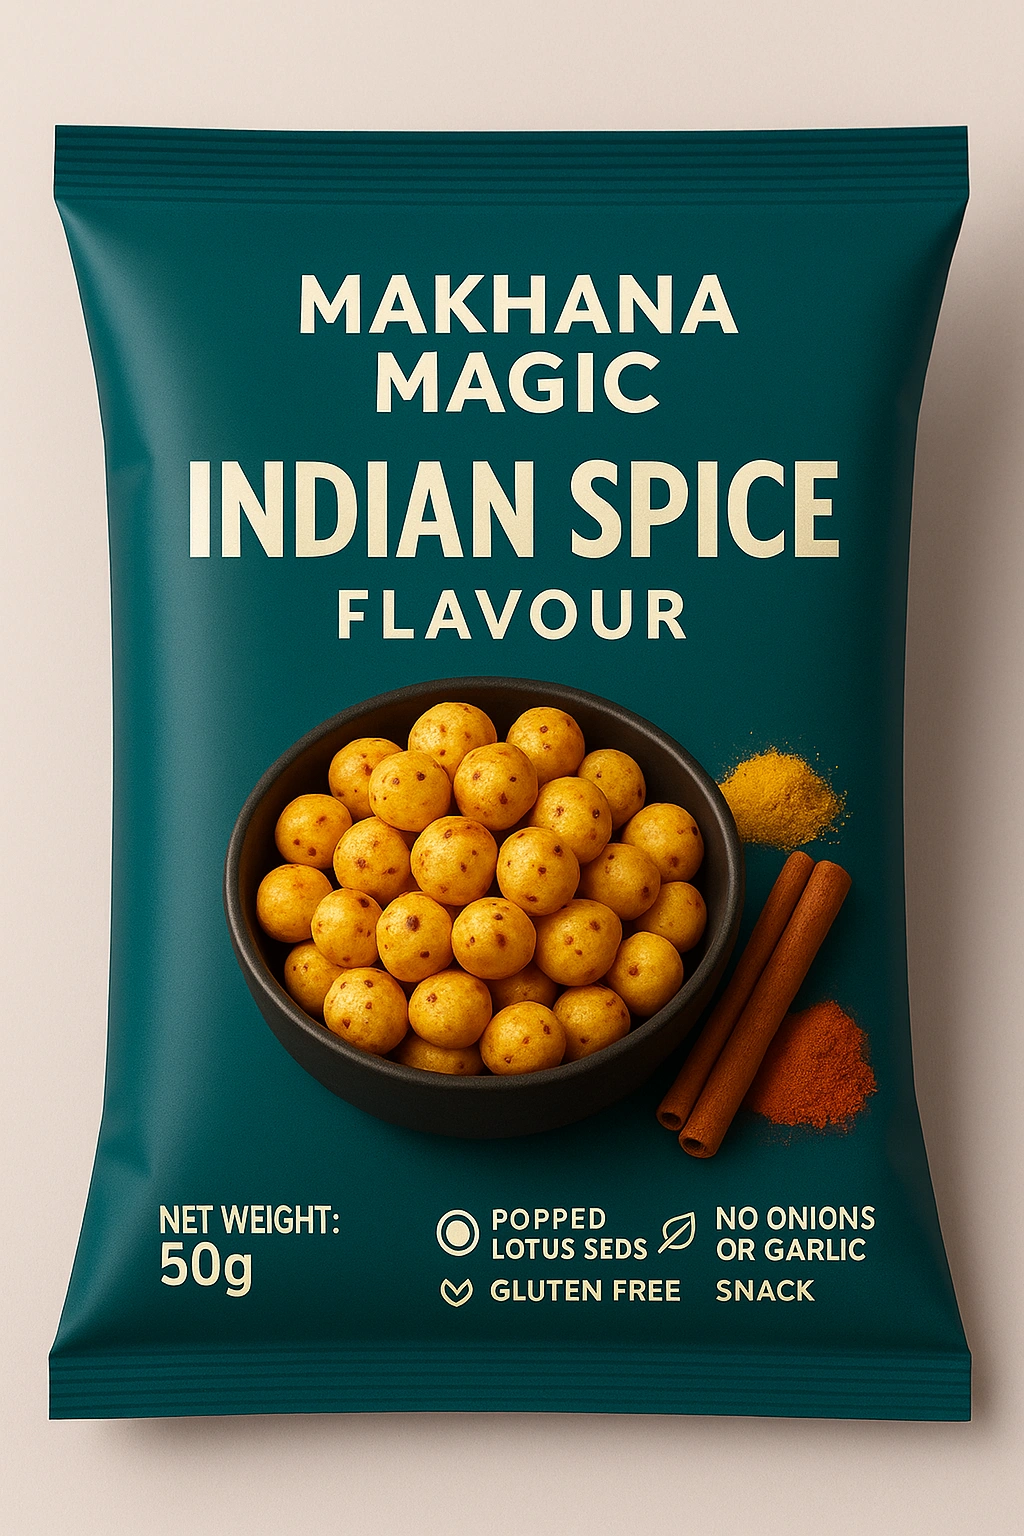 MAKHANA
MAGIC
INDIAN SPICE
FLAVOUR
NET WEIGHT:
50g
POPPED
LOTUS SEDS
GLUTEN FREE
NO ONIONS
OR GARLIC
SNACK